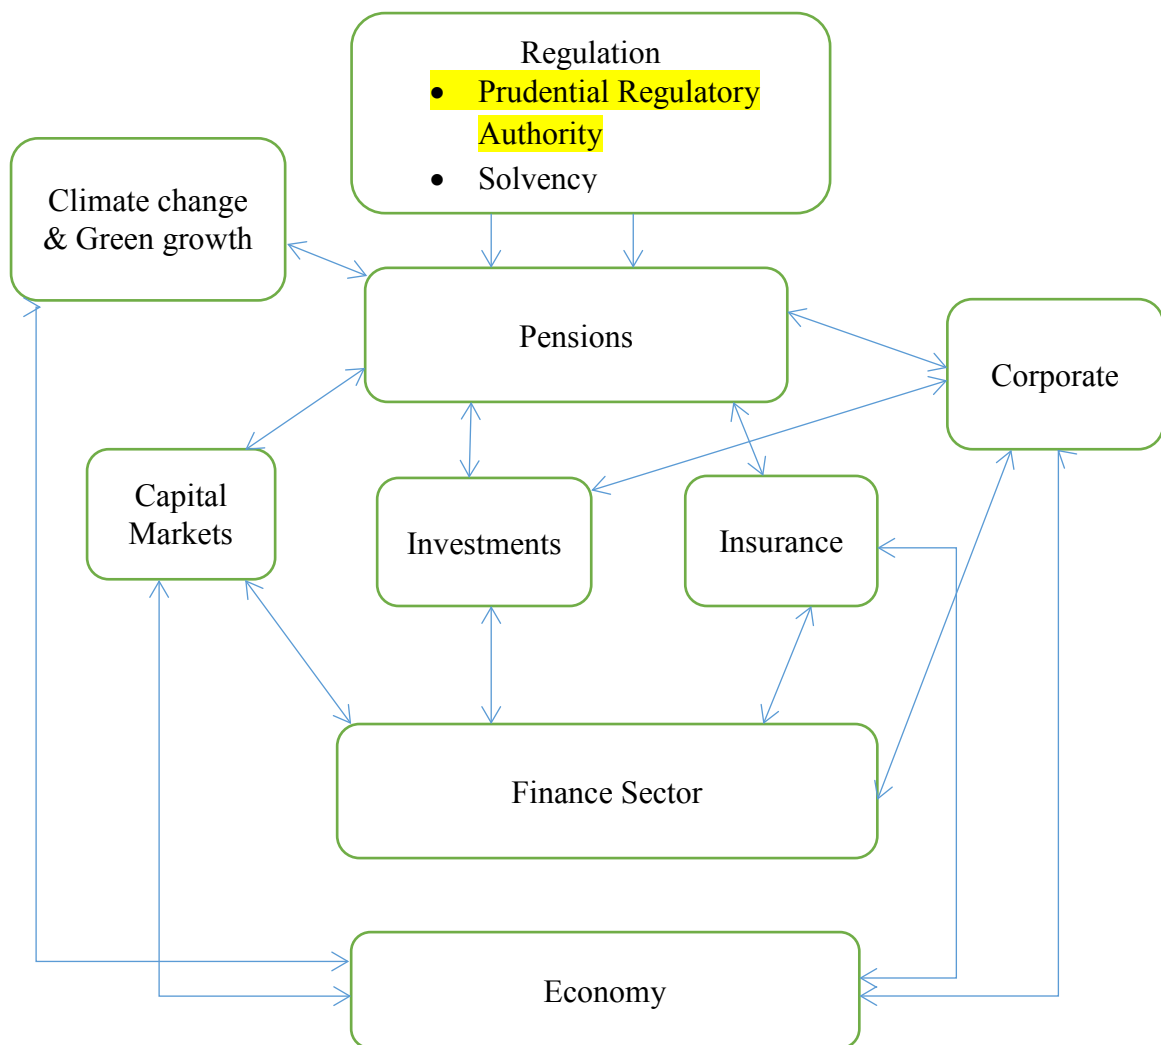 Regulation
• Prudential Regulatory
Authority
• Solvency
Climate change
& Green growth
Pensions
Corporate
Capital
Markets
Investments
Insurance
Finance Sector
Economy